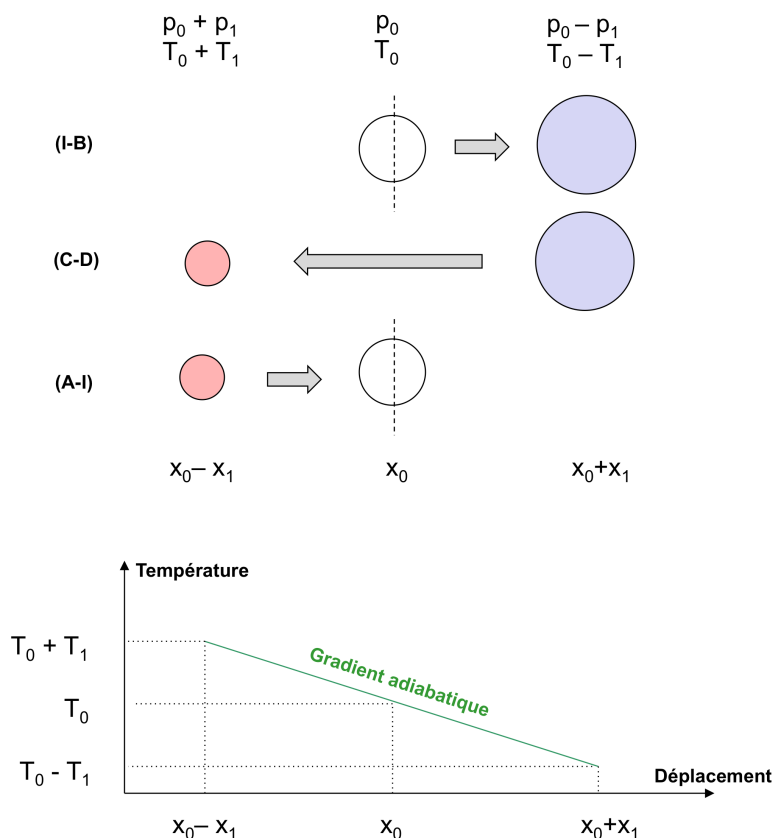 p₀ + p₁ p₀ p₀ – p₁
T₀ + T₁ T₀ T₀ – T₁
(I-B)
(C-D)
(A-I)
x₀– x₁ x₀ x₀+x₁
Température
T₀ + T₁
Gradient adiabatique
T₀
T₀ - T₁
Déplacement
x₀– x₁ x₀ x₀+x₁